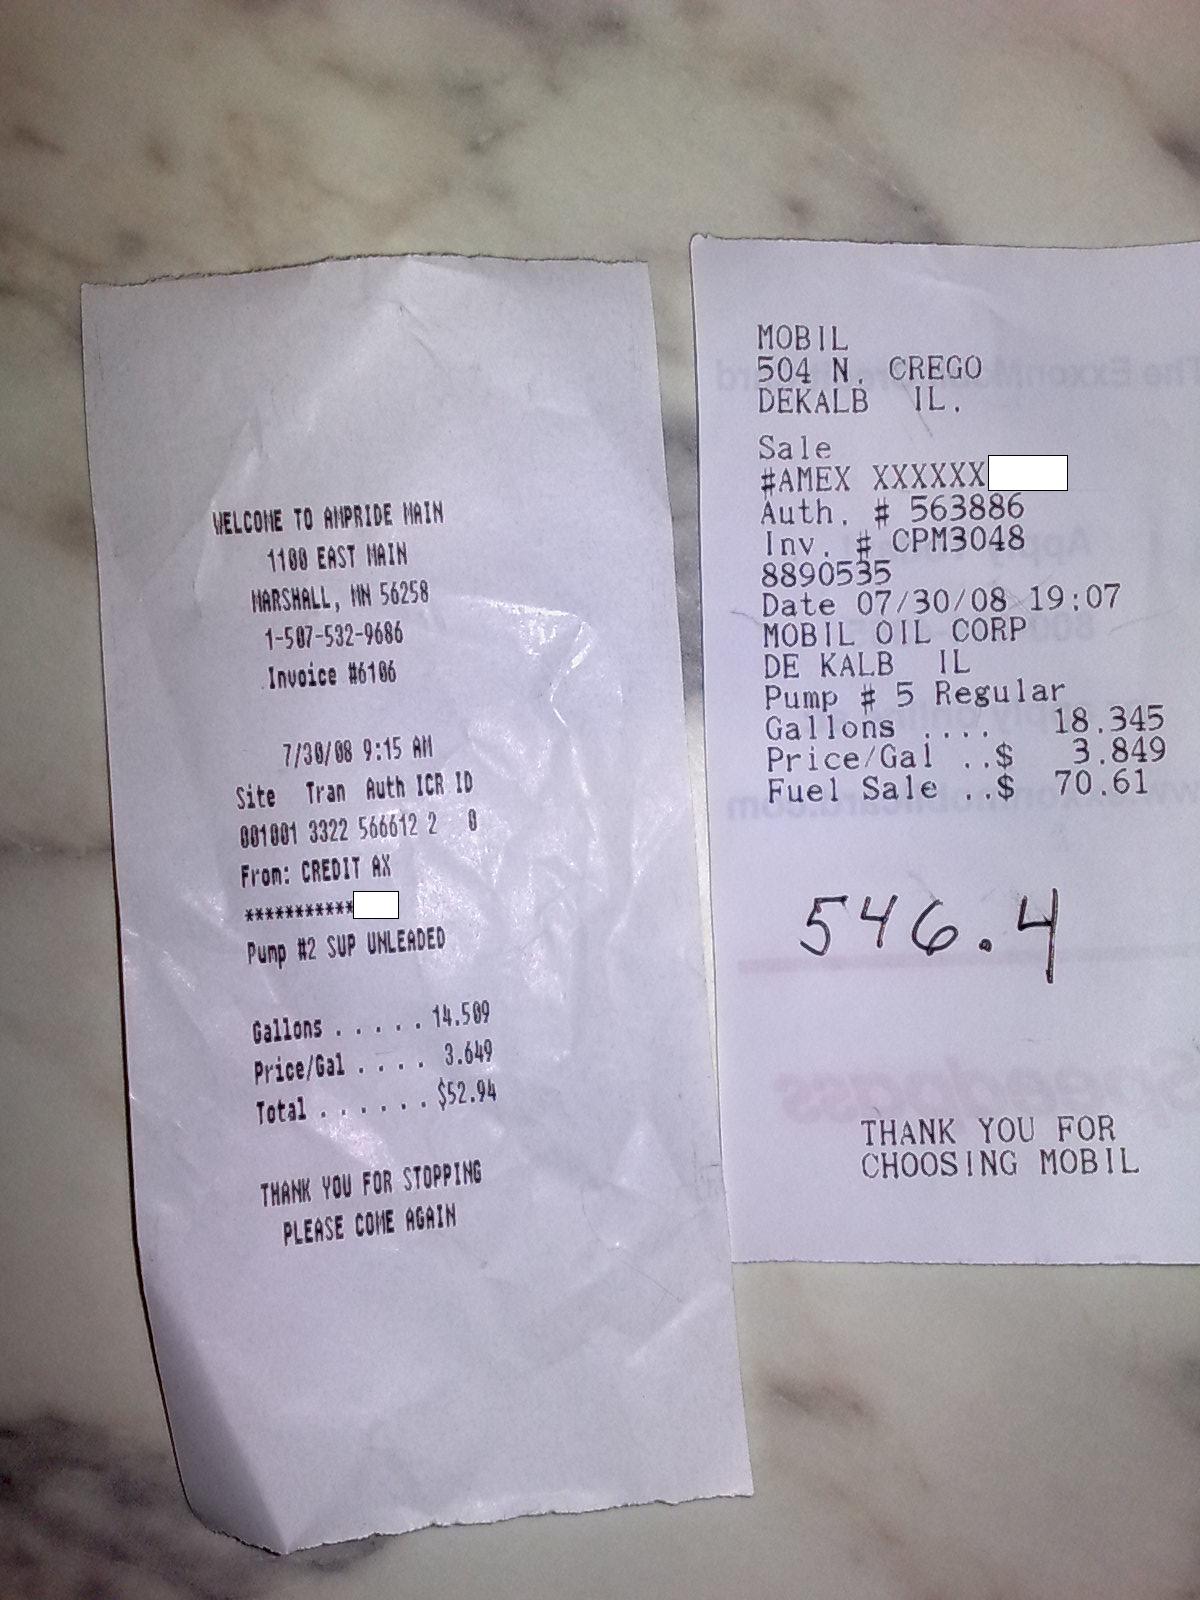 WELCOME TO AMPRIDE MAIN
1100 EAST MAIN
MARSHALL, MN 56258
1-507-532-9686
Invoice #6106
7/30/08 9:15 AM
Site Tran Auth ICR ID
001001 3322 566612 2 0
From: CREDIT AX
***********
Pump #2 SUP UNLEADED
Gallons . . . . . 14.509
Price/Gal . . . . 3.649
Total . . . . . . $52.94
THANK YOU FOR STOPPING
PLEASE COME AGAIN
MOBIL
504 N. CREGO
DEKALB IL.
Sale
#AMEX XXXXXX
Auth. # 563886
Inv. # CPM3048
8890535
Date 07/30/08 19:07
MOBIL OIL CORP
DE KALB IL
Pump # 5 Regular
Gallons .... 18.345
Price/Gal ..$ 3.849
Fuel Sale ..$ 70.61
546.4
THANK YOU FOR
CHOOSING MOBIL